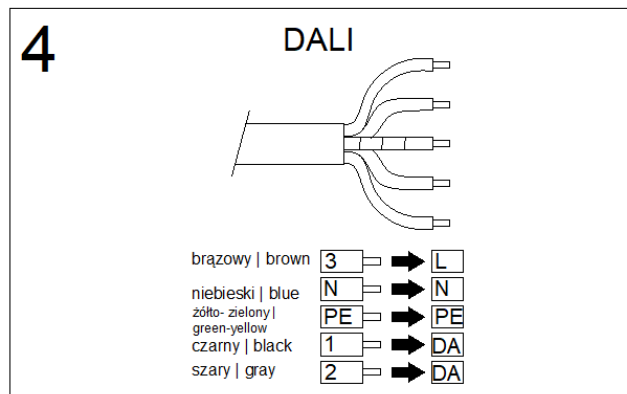 4
DALI
brązowy | brown 3 L
niebieski | blue N N
żółto- zielony |
green-yellow PE PE
czarny | black 1 DA
szary | gray 2 DA